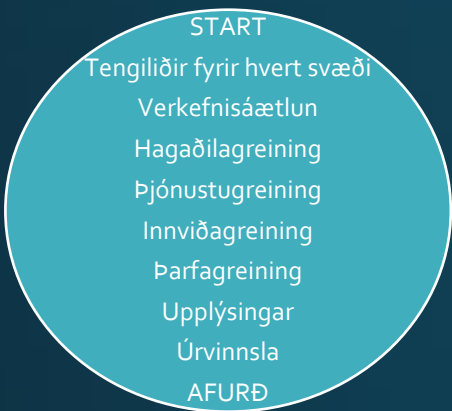 START
Tengiliðir fyrir hvert svæði
Verkefnisáætlun
Hagaðilagreining
Þjónustugreining
Innviðagreining
Þarfagreining
Upplýsingar
Úrvinnsla
AFURÐ